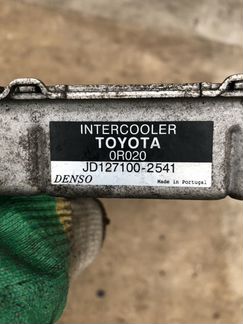 INTERCOOLER
TOYOTA
0R020
JD127100-2541
DENSO Made in Portugal